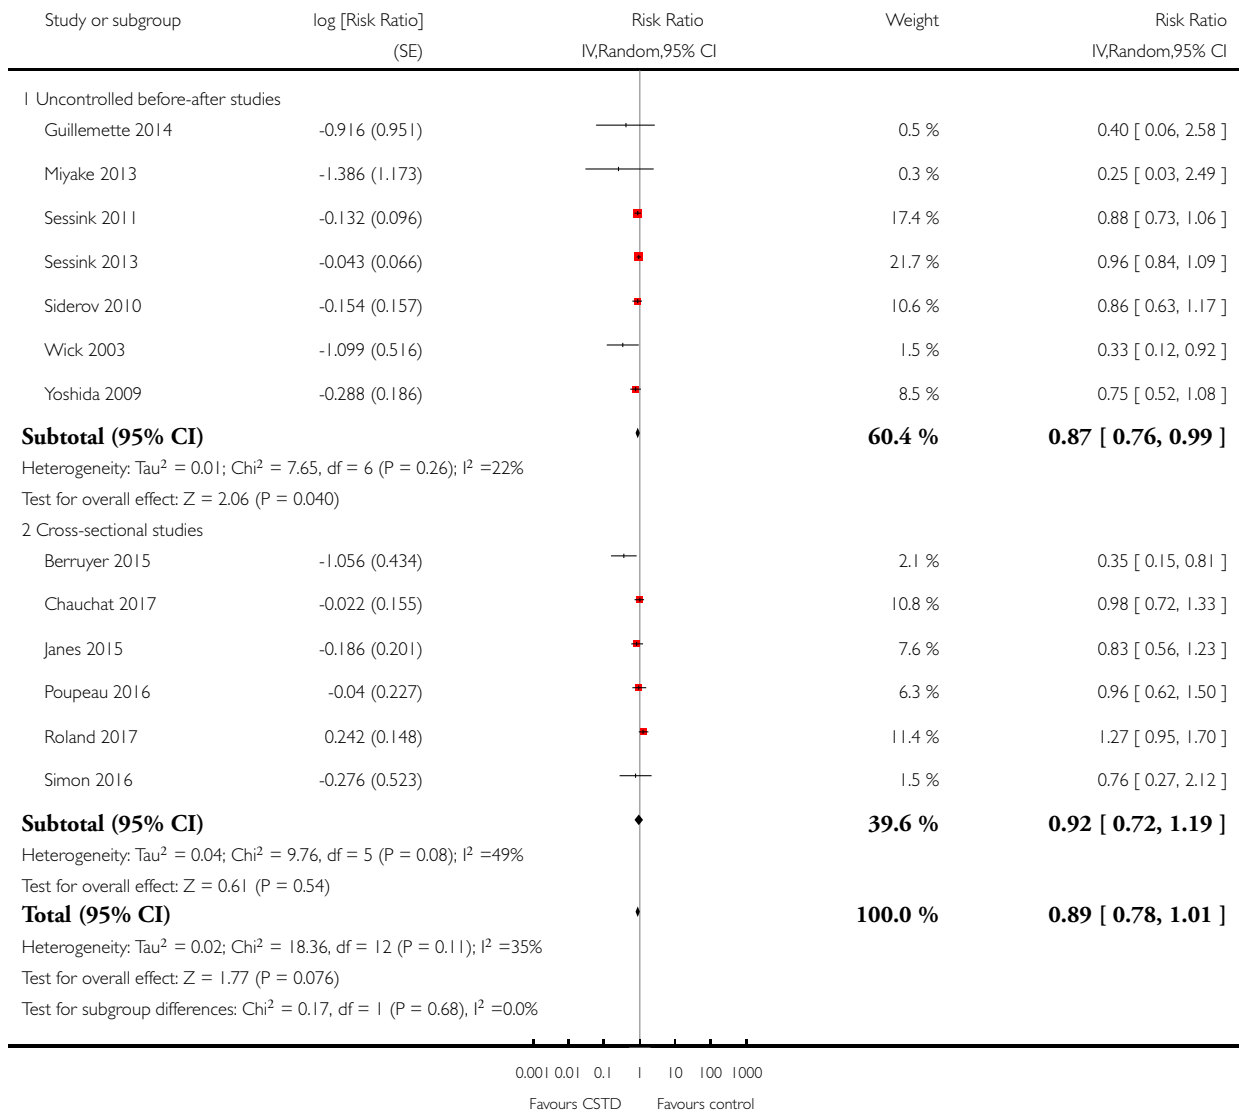 Study or subgroup log [Risk Ratio] Risk Ratio Weight Risk Ratio
(SE) IV,Random,95% CI IV,Random,95% CI
1 Uncontrolled before-after studies
Guillemette 2014 -0.916 (0.951) 0.5 % 0.40 [ 0.06, 2.58 ]
Miyake 2013 -1.386 (1.173) 0.3 % 0.25 [ 0.03, 2.49 ]
Sessink 2011 -0.132 (0.096) 17.4 % 0.88 [ 0.73, 1.06 ]
Sessink 2013 -0.043 (0.066) 21.7 % 0.96 [ 0.84, 1.09 ]
Siderov 2010 -0.154 (0.157) 10.6 % 0.86 [ 0.63, 1.17 ]
Wick 2003 -1.099 (0.516) 1.5 % 0.33 [ 0.12, 0.92 ]
Yoshida 2009 -0.288 (0.186) 8.5 % 0.75 [ 0.52, 1.08 ]
Subtotal (95% CI) 60.4 % 0.87 [ 0.76, 0.99 ]
Heterogeneity: Tau² = 0.01; Chi² = 7.65, df = 6 (P = 0.26); I² =22%
Test for overall effect: Z = 2.06 (P = 0.040)
2 Cross-sectional studies
Berruyer 2015 -1.056 (0.434) 2.1 % 0.35 [ 0.15, 0.81 ]
Chauchat 2017 -0.022 (0.155) 10.8 % 0.98 [ 0.72, 1.33 ]
Janes 2015 -0.186 (0.201) 7.6 % 0.83 [ 0.56, 1.23 ]
Poupeau 2016 -0.04 (0.227) 6.3 % 0.96 [ 0.62, 1.50 ]
Roland 2017 0.242 (0.148) 11.4 % 1.27 [ 0.95, 1.70 ]
Simon 2016 -0.276 (0.523) 1.5 % 0.76 [ 0.27, 2.12 ]
Subtotal (95% CI) 39.6 % 0.92 [ 0.72, 1.19 ]
Heterogeneity: Tau² = 0.04; Chi² = 9.76, df = 5 (P = 0.08); I² =49%
Test for overall effect: Z = 0.61 (P = 0.54)
Total (95% CI) 100.0 % 0.89 [ 0.78, 1.01 ]
Heterogeneity: Tau² = 0.02; Chi² = 18.36, df = 12 (P = 0.11); I² =35%
Test for overall effect: Z = 1.77 (P = 0.076)
Test for subgroup differences: Chi² = 0.17, df = 1 (P = 0.68), I² =0.0%
0.001 0.01 0.1 1 10 100 1000
Favours CSTD Favours control